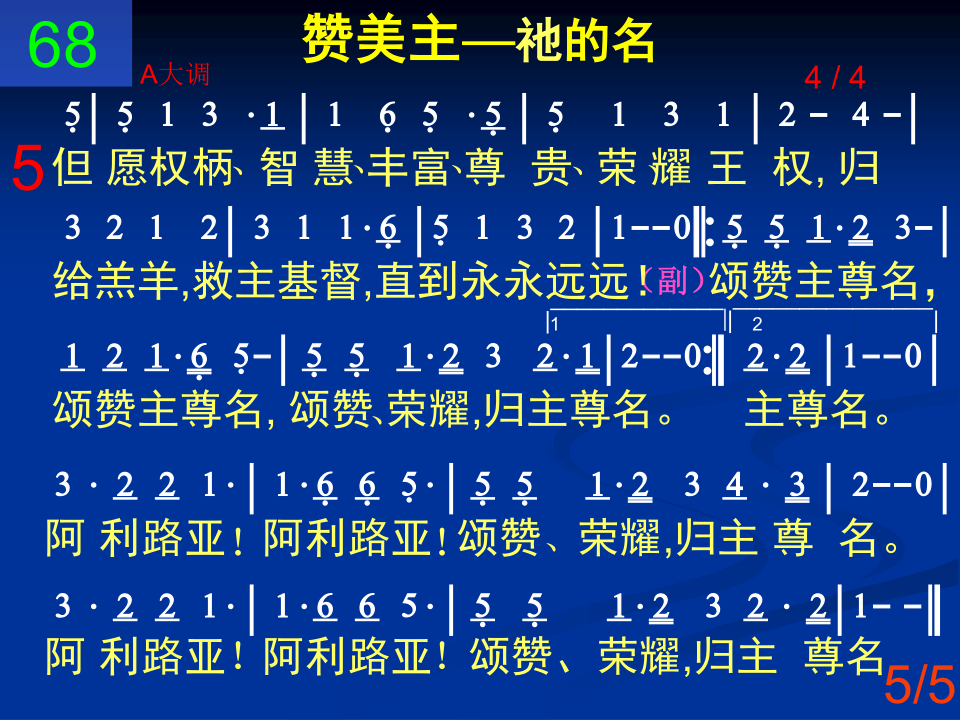 68
赞美主—祂的名
A大调
4 / 4
5│ 5 1 3 ·1│1 6 5 ·5│5 1 3 1│2 - 4 -│
5
但 愿权柄、智 慧、丰富、尊 贵、荣 耀 王 权, 归
3 2 1 2│3 1 1·6│5 1 3 2│1--0‖: 5 5 1·2 3-│
给羔羊,救主基督,直到永永远远!(副)颂赞主尊名,
1 2
1 2 1·6 5-│5 5 1·2 3 2·1│2--0:‖ 2·2│1--0│
颂赞主尊名, 颂赞、荣耀,归主尊名。 主尊名。
3 · 2 2 1·│1·6 6 5·│5 5 1·2 3 4 · 3│2--0│
阿 利路亚!阿利路亚!颂赞、荣耀,归主 尊 名。
3 · 2 2 1·│1·6 6 5·│5 5 1·2 3 2 · 2│1- -‖
阿 利路亚!阿利路亚!颂赞、荣耀,归主 尊名
5/5